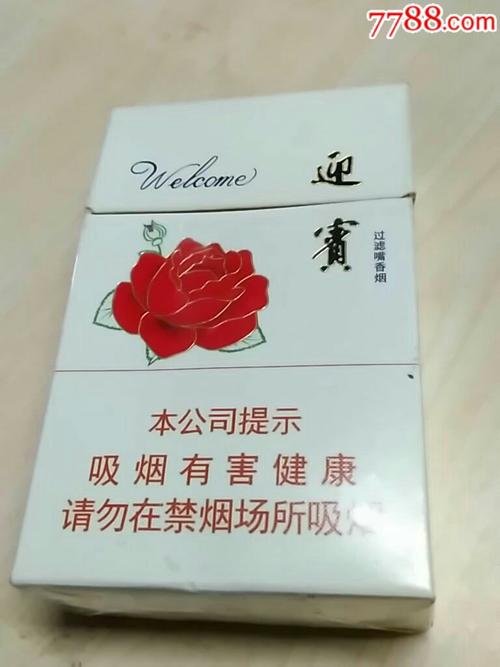 7788.com
Welcome
迎賓
过滤嘴香烟
本公司提示
吸烟有害健康
请勿在禁烟场所吸烟